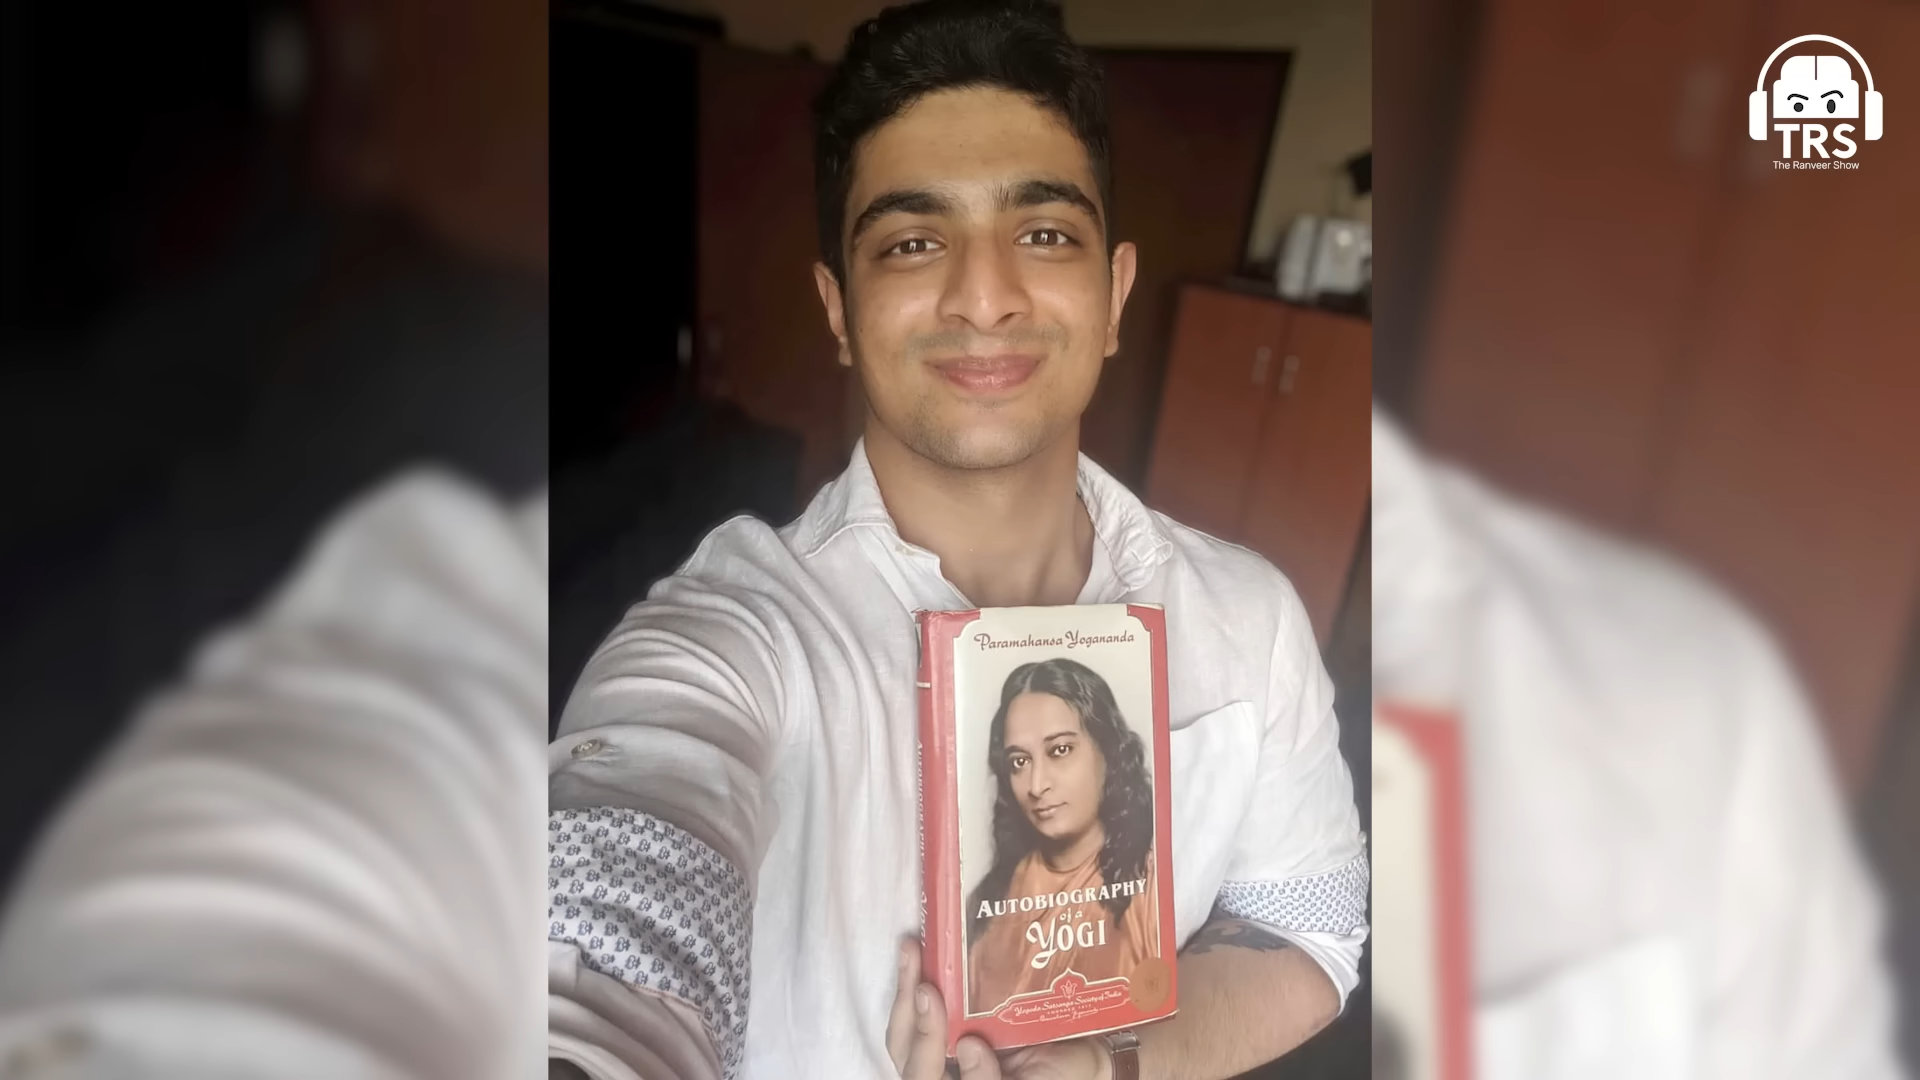 TRS
The Ranveer Show
Paramahansa Yogananda
AUTOBIOGRAPHY
of a
YOGI
Yogoda Satsanga Society of India